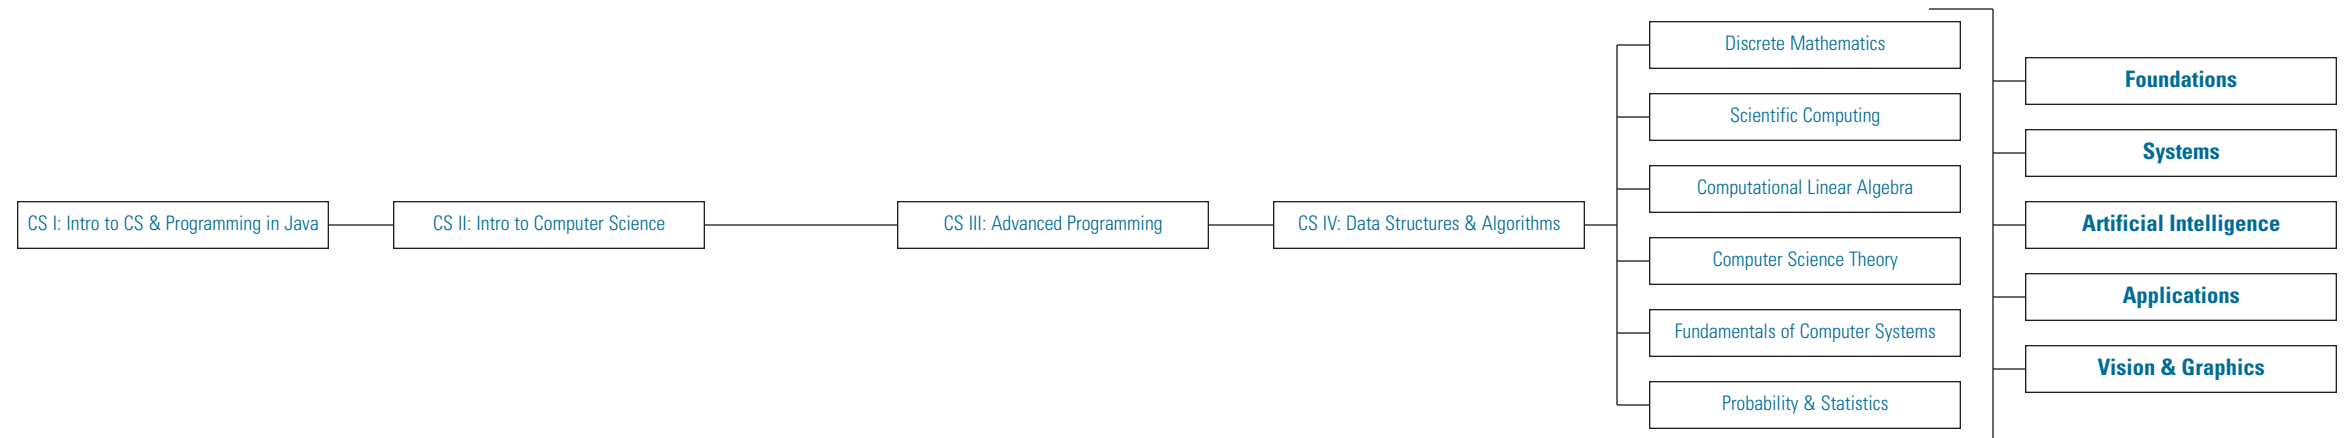 CS I: Intro to CS & Programming in Java
CS II: Intro to Computer Science
CS III: Advanced Programming
CS IV: Data Structures & Algorithms
Discrete Mathematics
Scientific Computing
Computational Linear Algebra
Computer Science Theory
Fundamentals of Computer Systems
Probability & Statistics
Foundations
Systems
Artificial Intelligence
Applications
Vision & Graphics